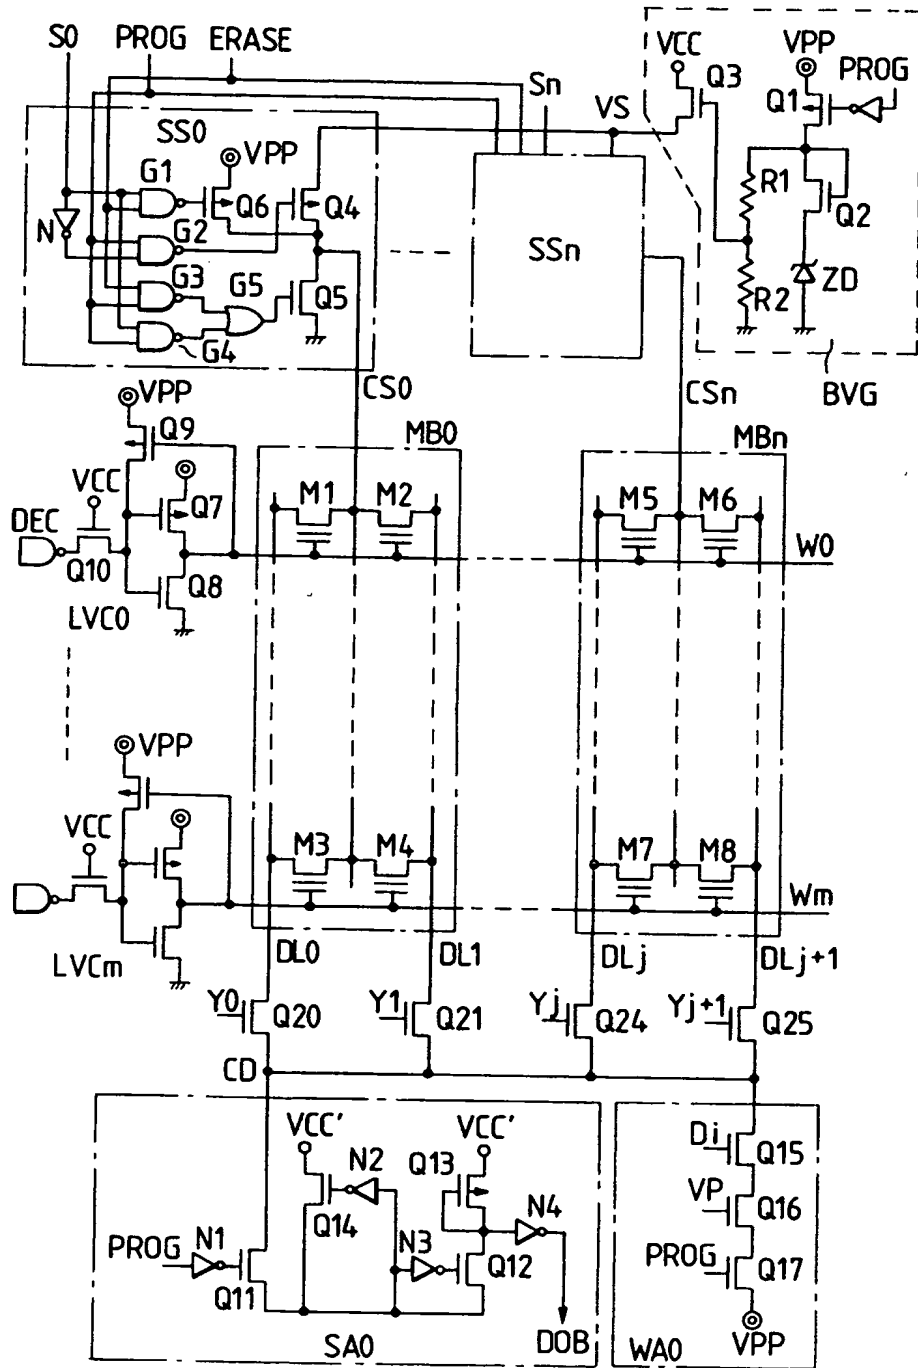 S0 PROG ERASE
VCC VPP
Q3 PROG
Sn
VS
Q1
SS0
VPP
G1
Q6 Q4
R1
Q2
N
G2
SSn
G3 G5
Q5
R2 ZD
G4
VPP
CS0 CSn BVG
Q9
MB0 MBn
VCC
M1 M2 M5 M6
DEC
Q7
W0
Q10
Q8
LVC0
VPP
VCC
M3 M4 M7 M8
Wm
LVCm
DL0 DL1 DLj DLj+1
Y0 Q20 Y1 Q21 Yj Q24 Yj+1 Q25
CD
VCC' VCC'
Di Q15
N2 Q13
N4
VP Q16
Q14
PROG N1 N3 Q12
PROG Q17
Q11
SA0 DOB
WA0 VPP